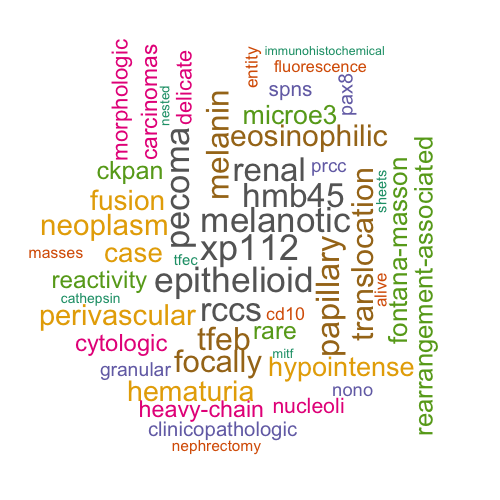 immunohistochemical
morphologic
carcinomas
nested
delicate
entity
fluorescence
spns
pax8
melanin
microe3
eosinophilic
pecoma
ckpan
renal
prcc
fusion
hmb45
translocation
sheets
fontana-masson
rearrangement-associated
neoplasm
melanotic
masses
case
tfec
xp112
papillary
reactivity
epithelioid
alive
cathepsin
perivascular
rccs
cd10
cytologic
tfeb
rare
mitf
granular
focally
hypointense
hematuria
nono
heavy-chain
nucleoli
clinicopathologic
nephrectomy